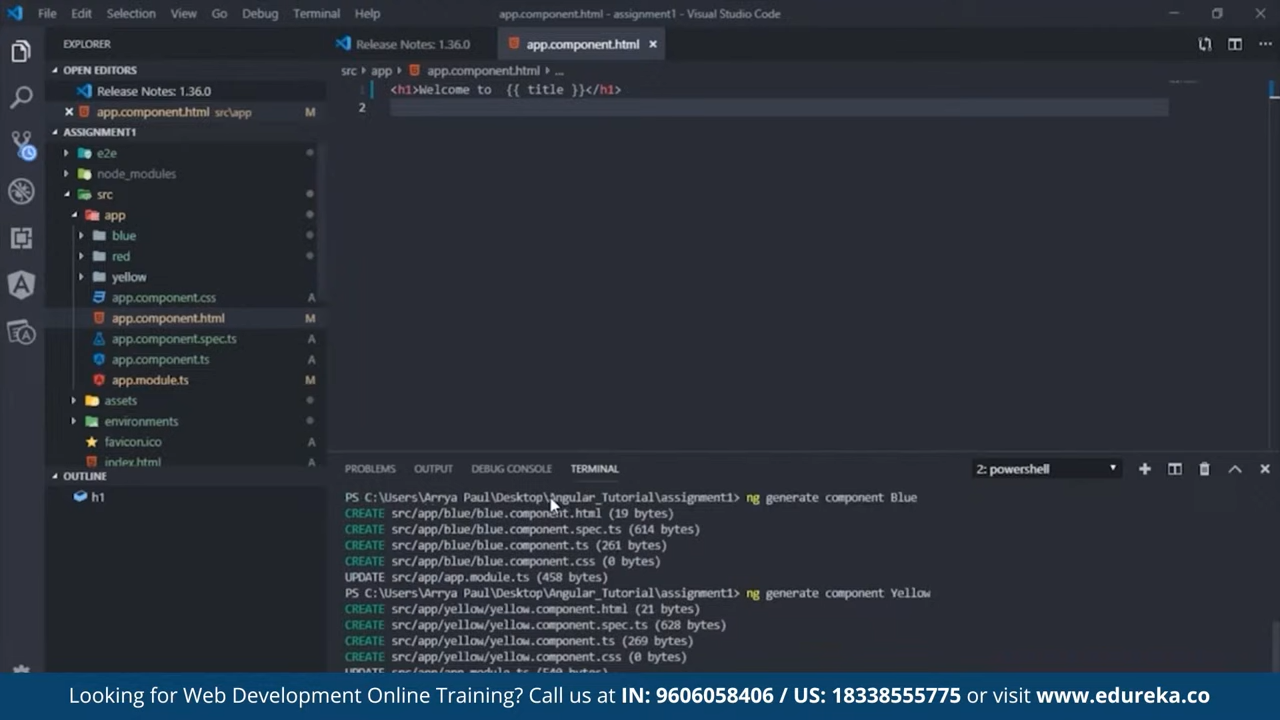 File Edit Selection View Go Debug Terminal Help app.component.html - assignment1 - Visual Studio Code
EXPLORER
Release Notes: 1.36.0
app.component.html
OPEN EDITORS
Release Notes: 1.36.0
app.component.html src\app M
ASSIGNMENT1
e2e
node_modules
src
app
blue
red
yellow
app.component.css A
app.component.html M
app.component.spec.ts A
app.component.ts A
app.module.ts M
assets
environments
favicon.ico A
index.html A
OUTLINE
h1
src app app.component.html ...
1 <h1>Welcome to  {{ title }}</h1>
2
PROBLEMS OUTPUT DEBUG CONSOLE TERMINAL 2: powershell
PS C:\Users\Arrya Paul\Desktop\Angular_Tutorial\assignment1> ng generate component Blue
CREATE src/app/blue/blue.component.html (19 bytes)
CREATE src/app/blue/blue.component.spec.ts (614 bytes)
CREATE src/app/blue/blue.component.ts (261 bytes)
CREATE src/app/blue/blue.component.css (0 bytes)
UPDATE src/app/app.module.ts (458 bytes)
PS C:\Users\Arrya Paul\Desktop\Angular_Tutorial\assignment1> ng generate component Yellow
CREATE src/app/yellow/yellow.component.html (21 bytes)
CREATE src/app/yellow/yellow.component.spec.ts (628 bytes)
CREATE src/app/yellow/yellow.component.ts (269 bytes)
CREATE src/app/yellow/yellow.component.css (0 bytes)
UPDATE src/app/app.module.ts (540 bytes)
Looking for Web Development Online Training? Call us at IN: 9606058406 / US: 18338555775 or visit www.edureka.co